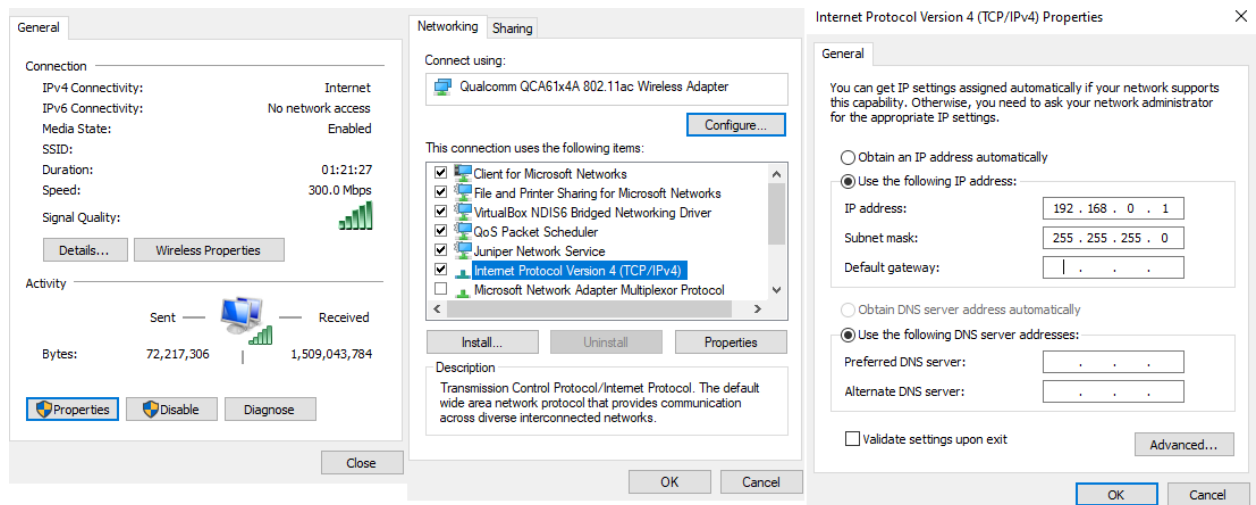 General
Connection
IPv4 Connectivity: Internet
IPv6 Connectivity: No network access
Media State: Enabled
SSID:
Duration: 01:21:27
Speed: 300.0 Mbps
Signal Quality:
Details... Wireless Properties
Activity
Sent Received
Bytes: 72,217,306 1,509,043,784
Properties Disable Diagnose
Close
Networking Sharing
Connect using:
Qualcomm QCA61x4A 802.11ac Wireless Adapter
Configure...
This connection uses the following items:
Client for Microsoft Networks
File and Printer Sharing for Microsoft Networks
VirtualBox NDIS6 Bridged Networking Driver
QoS Packet Scheduler
Juniper Network Service
Internet Protocol Version 4 (TCP/IPv4)
Microsoft Network Adapter Multiplexor Protocol
Install... Uninstall Properties
Description
Transmission Control Protocol/Internet Protocol. The default
wide area network protocol that provides communication
across diverse interconnected networks.
OK Cancel
Internet Protocol Version 4 (TCP/IPv4) Properties
General
You can get IP settings assigned automatically if your network supports
this capability. Otherwise, you need to ask your network administrator
for the appropriate IP settings.
Obtain an IP address automatically
Use the following IP address:
IP address: 192 . 168 . 0 . 1
Subnet mask: 255 . 255 . 255 . 0
Default gateway: . . .
Obtain DNS server address automatically
Use the following DNS server addresses:
Preferred DNS server: . . .
Alternate DNS server: . . .
Validate settings upon exit
Advanced...
OK Cancel